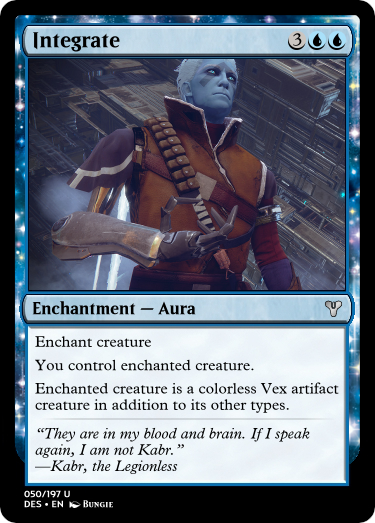 Integrate 3
Enchantment — Aura
Enchant creature
You control enchanted creature.
Enchanted creature is a colorless Vex artifact
creature in addition to its other types.
"They are in my blood and brain. If I speak
again, I am not Kabr."
—Kabr, the Legionless
050/197 U
DES • EN Bungie